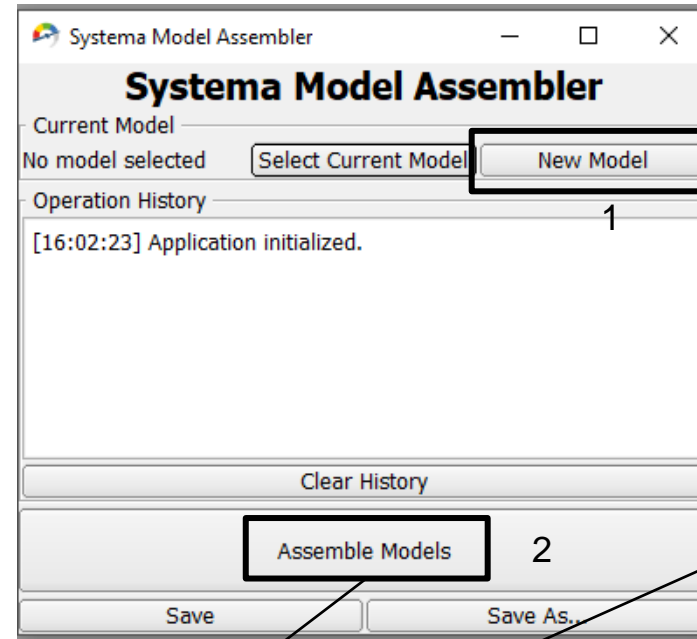 Systema Model Assembler
Systema Model Assembler
Current Model
No model selected
Select Current Model
New Model
1
Operation History
[16:02:23] Application initialized.
Clear History
Assemble Models
2
Save
Save As...